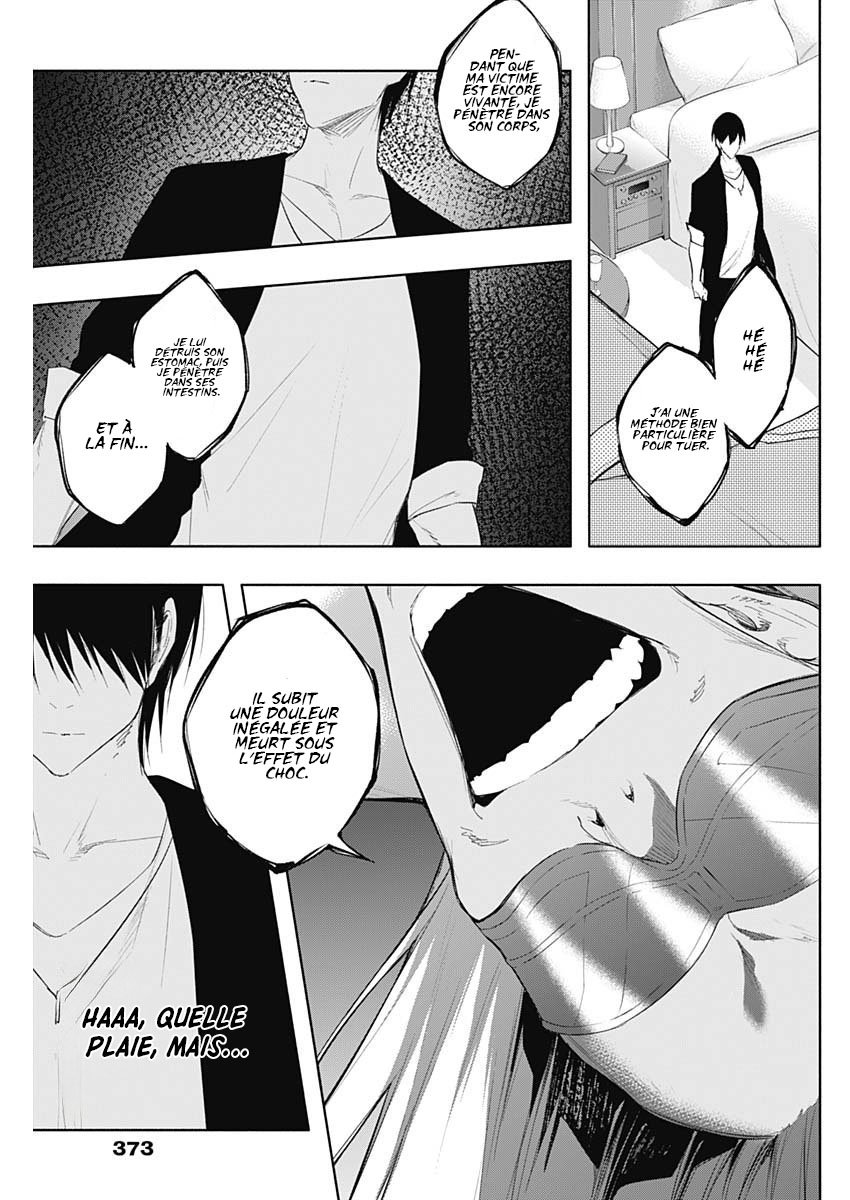 HÉ
HÉ
HÉ
J'AI UNE
MÉTHODE BIEN
PARTICULIÈRE
POUR TUER.
PEN-
DANT QUE
MA VICTIME
EST ENCORE
VIVANTE, JE
PÉNÈTRE DANS
SON CORPS,
JE LUI
DÉTRUIS SON
ESTOMAC, PUIS
JE PÉNÈTRE
DANS SES
INTESTINS.
ET À
LA FIN...
IL SUBIT
UNE DOULEUR
INÉGALÉE ET
MEURT SOUS
L'EFFET DU
CHOC.
HAAA, QUELLE
PLAIE, MAIS...
373